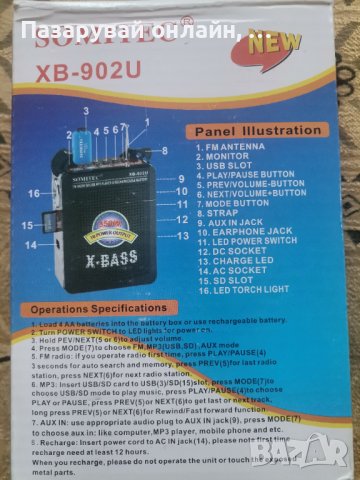 Пазаруваш онлайн в Bazar.bg
SOMITEC®
NEW
XB-902U
Panel Illustration
1. FM ANTENNA
2. MONITOR
3. USB SLOT
4. PLAY/PAUSE BUTTON
5. PREV/VOLUME-BUTTON
6. NEXT/VOLUME+BUTTON
7. MODE BUTTON
8. STRAP
9. AUX IN JACK
10. EARPHONE JACK
11. LED POWER SWITCH
12. DC SOCKET
13. CHARGE LED
14. AC SOCKET
15. SD SLOT
16. LED TORCH LIGHT
3
2
4 5 6 7 1
8
SOMITEC
XB-902U
9
10
11
12
13
16
15
14
X-BASS
Operations Specifications
1. Load 4 AA batteries into the battery box or use rechargeable battery.
2. Turn POWER SWITCH to LED lights for power on.
3. Hold PEV/NEXT(5 or 6)to adjust volume.
4. Press MODE(7)to choose FM,MP3(USB,SD),AUX mode
5. FM radio: if you operate radio first time, press PLAY/PAUSE(4)
3 seconds for auto search and memory, press PREV(5)for last radio
station, press NEXT(6)for next radio station.
6. MP3: Insert USB/SD card to USB(3)/SD(15)slot, press MODE(7)to
choose USB/SD mode to play music, press PLAY/PAUSE(4)to choose
PLAY or PAUSE, press PREV(5)or NEXT(6)to get last or next track,
long press PREV(5)or NEXT(6)for Rewind/Fast forward function
7. AUX IN: use appropriate audio plug to AUX IN jack(9), press MODE(7)
to choose aux in: like computer.MP3 player, mobile phone and etc.
8. Recharge: Insert power cord to AC IN jack(14), please note first time
recharge need at least 12 hours.
When you recharge, please do not operate the unit or touch the exposed
metal parts.
bazar